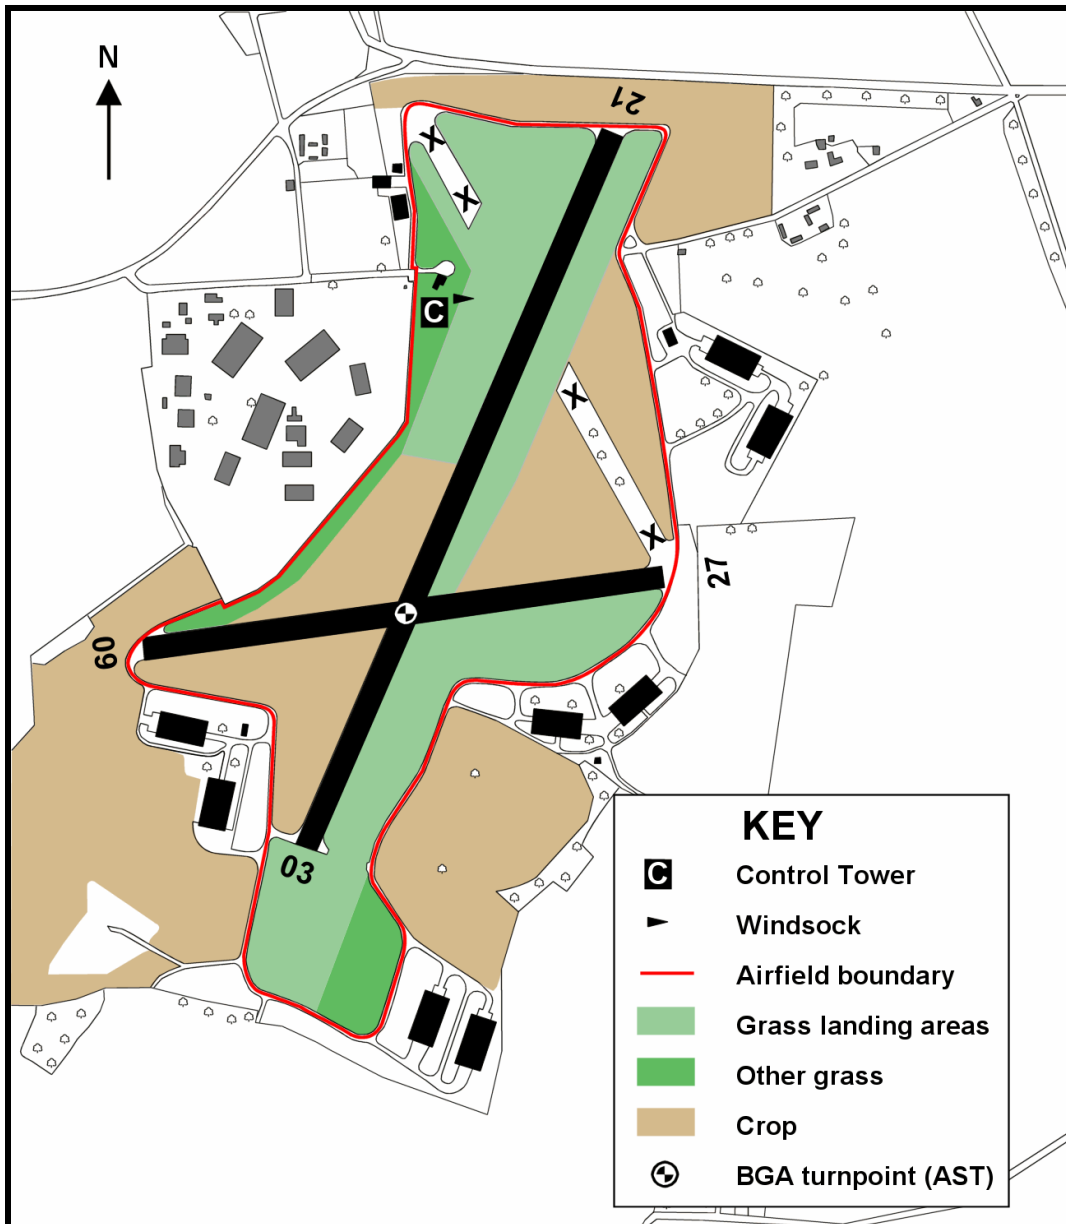 N
21
X
X
C
X
X
27
09
03
KEY
C Control Tower
Windsock
Airfield boundary
Grass landing areas
Other grass
Crop
BGA turnpoint (AST)